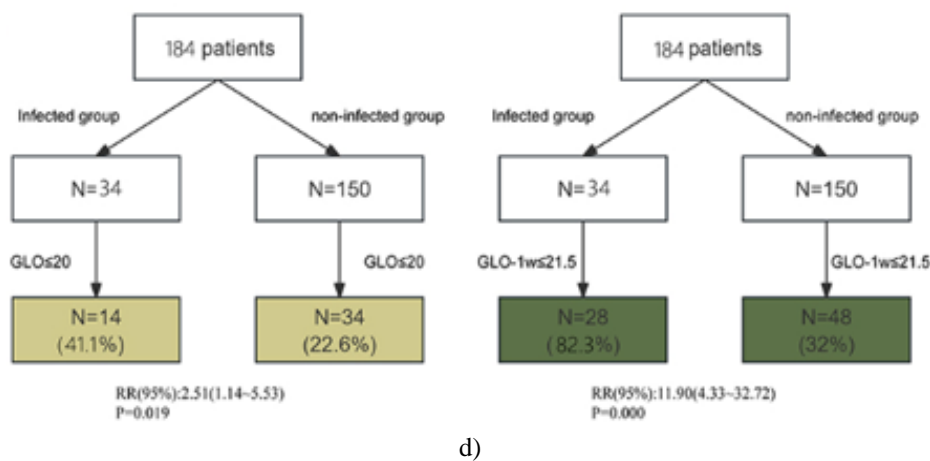 184 patients
Infected group
non-infected group
N=34
N=150
GLO≤20
GLO≤20
N=14
(41.1%)
N=34
(22.6%)
RR(95%):2.51(1.14~5.53)
P=0.019
184 patients
Infected group
non-infected group
N=34
N=150
GLO-1w≤21.5
GLO-1w≤21.5
N=28
(82.3%)
N=48
(32%)
RR(95%):11.90(4.33~32.72)
P=0.000
d)